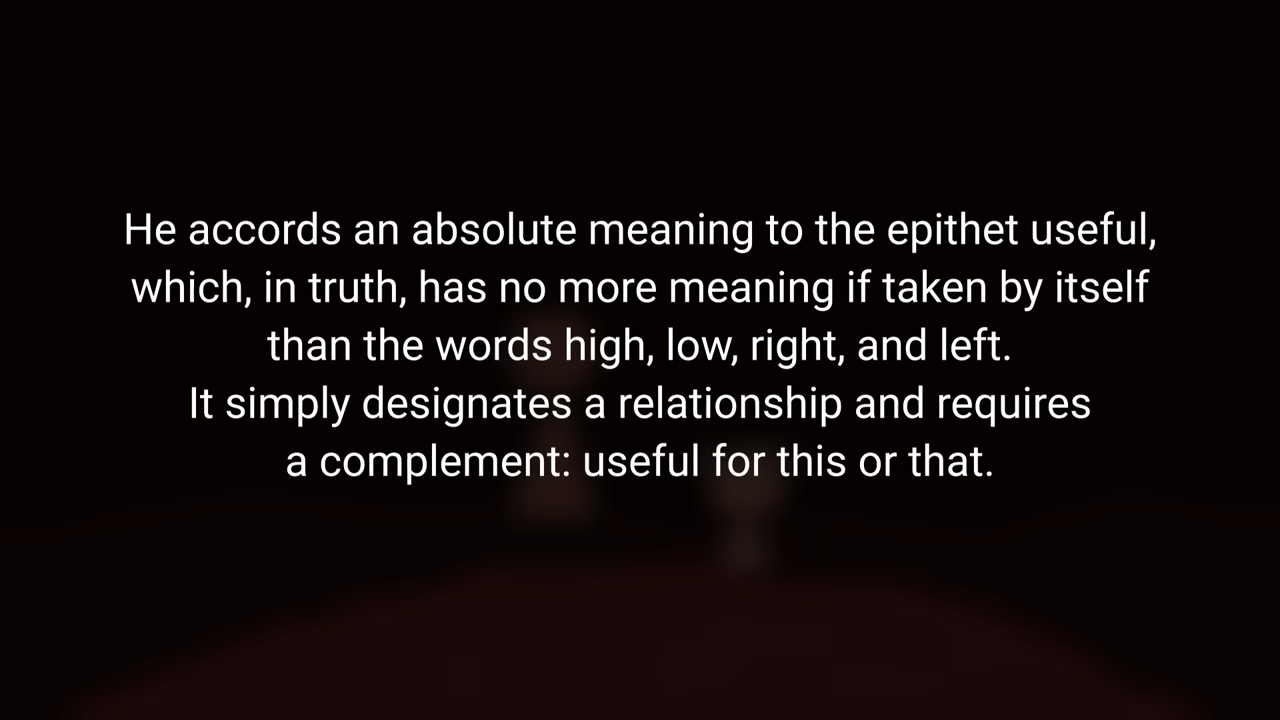 He accords an absolute meaning to the epithet useful,
which, in truth, has no more meaning if taken by itself
than the words high, low, right, and left.
It simply designates a relationship and requires
a complement: useful for this or that.